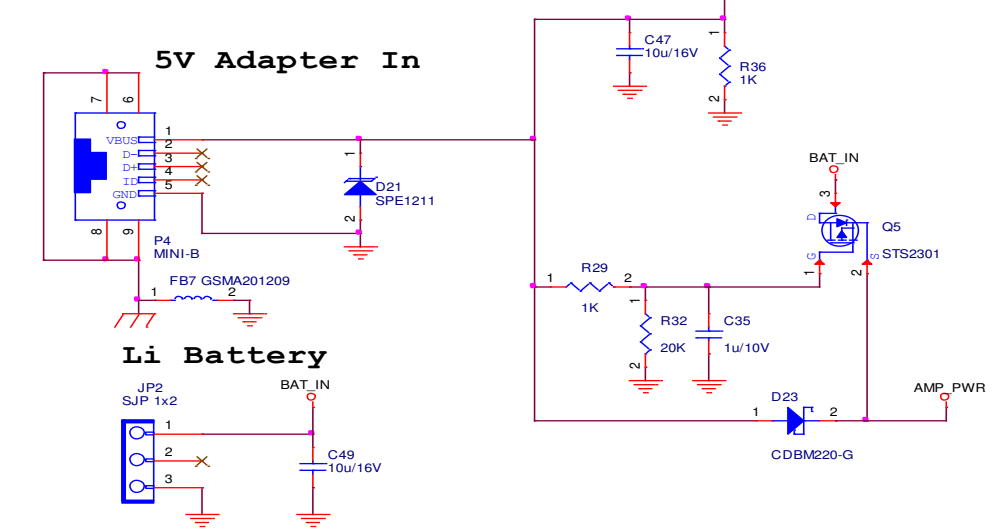 C47
10u/16V
1
R36
1K
2
5V Adapter In
7
6
VBUS
1
D-
2
D+
3
ID
4
GND
5
8
9
P4
MINI-B
1
D21
SPE1211
2
BAT_IN
3
D
Q5
STS2301
G
S
1
2
FB7 GSMA201209
1
2
R29
1
2
1K
1
R32
20K
2
C35
1u/10V
Li Battery
JP2
SJP 1x2
BAT_IN
1
2
3
C49
10u/16V
D23
1
2
CDBM220-G
AMP_PWR